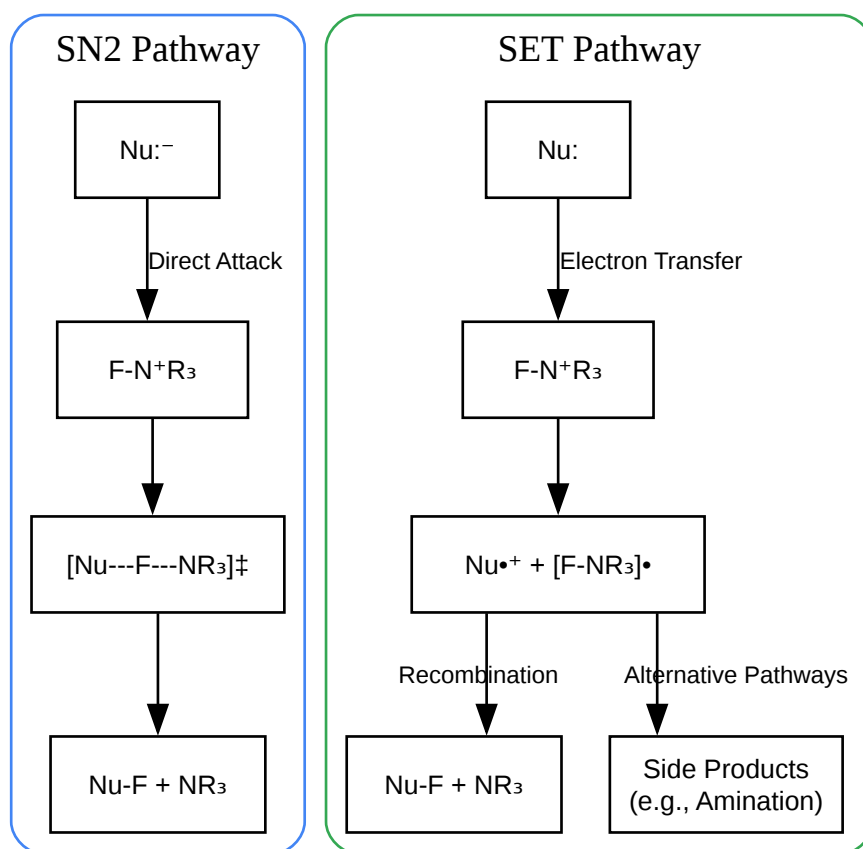 SN2 Pathway
Nu:⁻
Direct Attack
F-N⁺R₃
[Nu---F---NR₃]‡
Nu-F + NR₃
SET Pathway
Nu:
Electron Transfer
F-N⁺R₃
Nu•⁺ + [F-NR₃]•
Recombination
Alternative Pathways
Nu-F + NR₃
Side Products
(e.g., Amination)